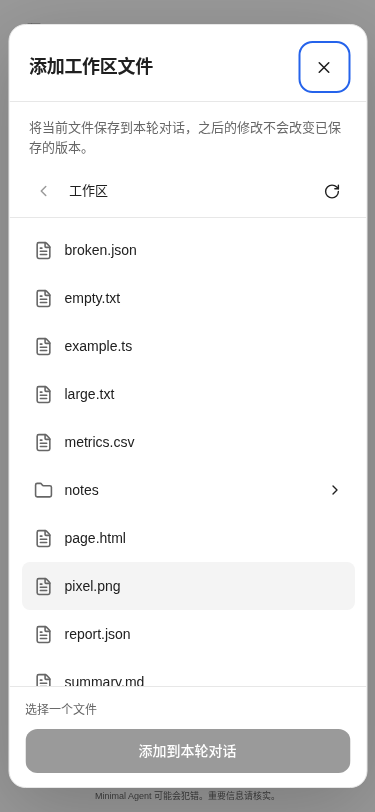 添加工作区文件
将当前文件保存到本轮对话，之后的修改不会改变已保
存的版本。
工作区
broken.json
empty.txt
example.ts
large.txt
metrics.csv
notes
page.html
pixel.png
report.json
summary.md
选择一个文件
添加到本轮对话
Minimal Agent 可能会犯错。重要信息请核实。